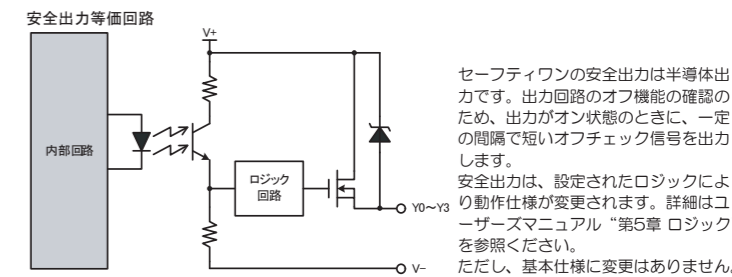 安全出力等価回路
V+
内部回路
ロジック
回路
Y0～Y3
V−
セーフティワンの安全出力は半導体出
力です。出力回路のオフ機能の確認の
ため、出力がオン状態のときに、一定
の間隔で短いオフチェック信号を出力
します。
安全出力は、設定されたロジックによ
り動作仕様が変更されます。詳細はユ
ーザーズマニュアル“第5章 ロジック
を参照ください。
ただし、基本仕様に変更はありません。